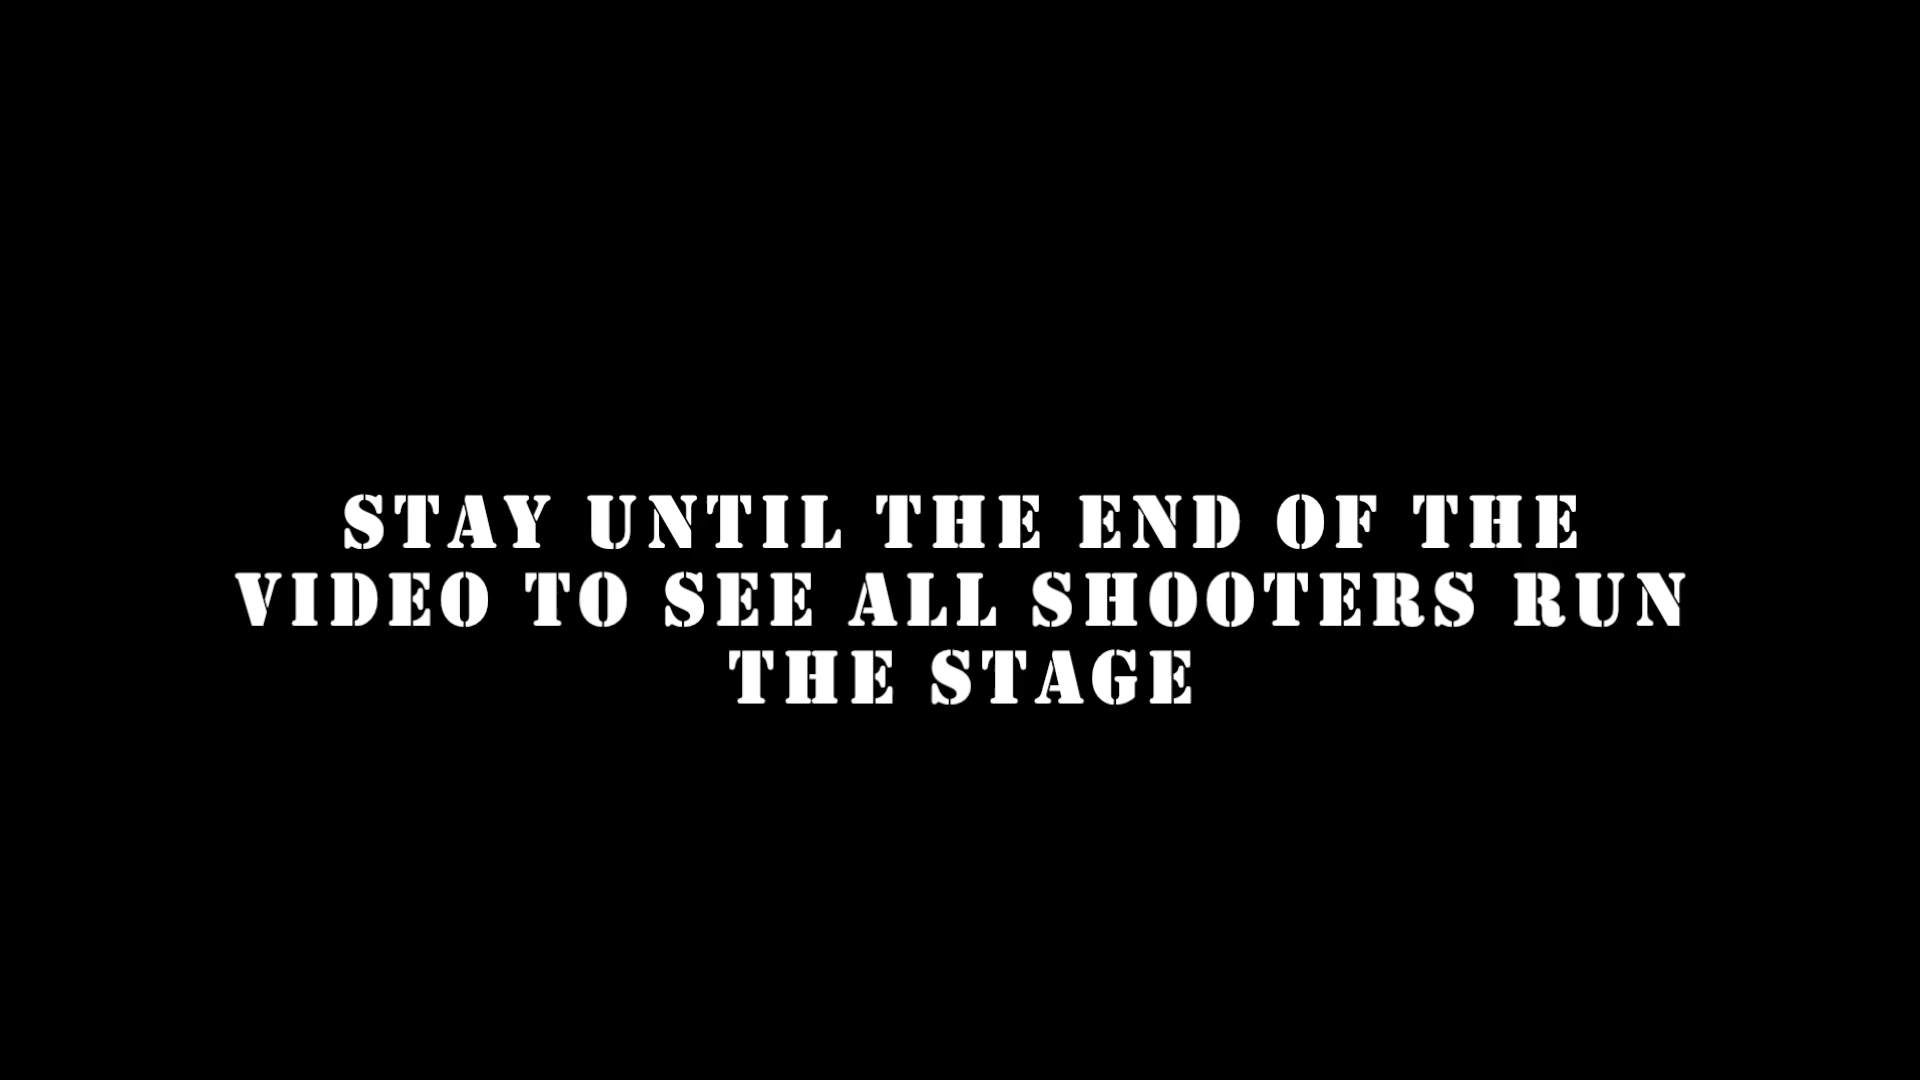 STAY UNTIL THE END OF THE
VIDEO TO SEE ALL SHOOTERS RUN
THE STAGE